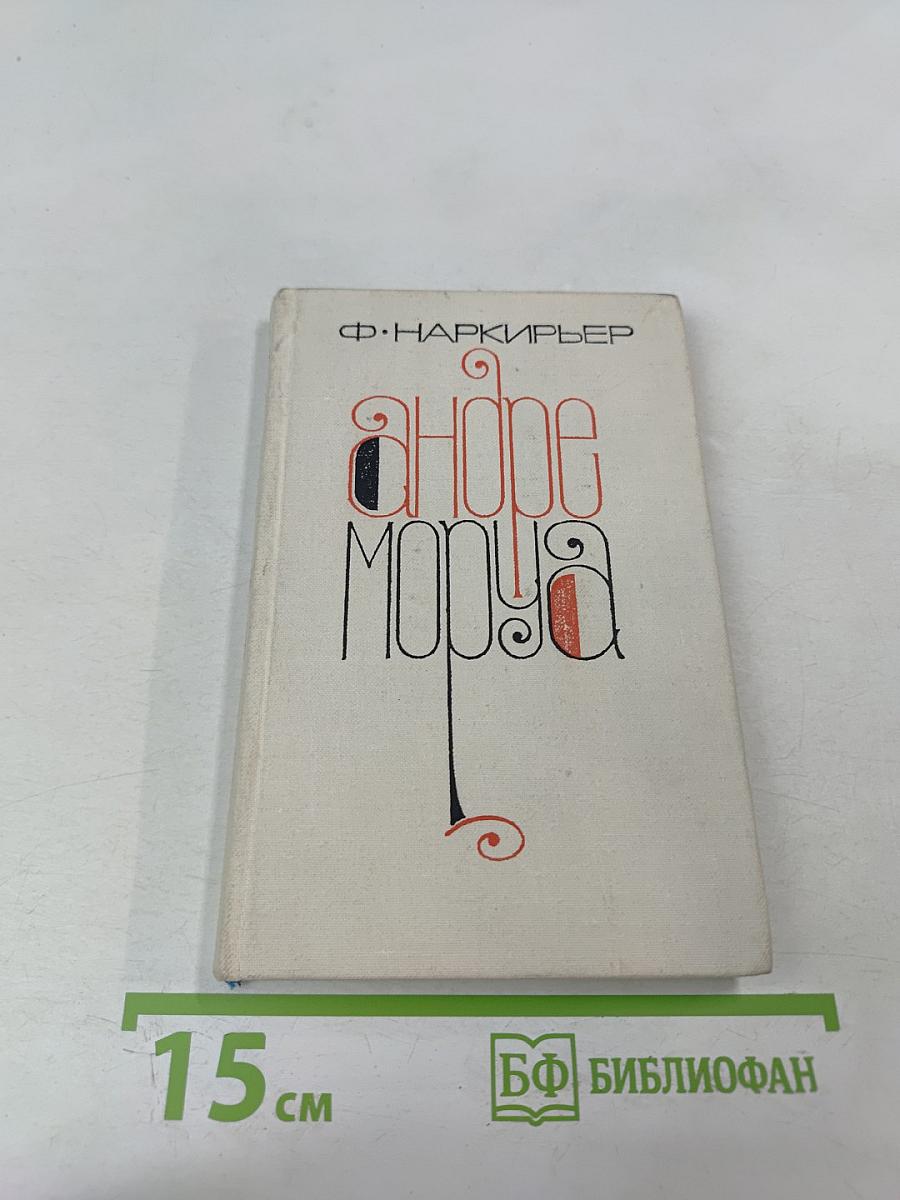 Ф·НАРКИРЬЕР
андре
моруа
15 см
БФ БИБЛИОФАН